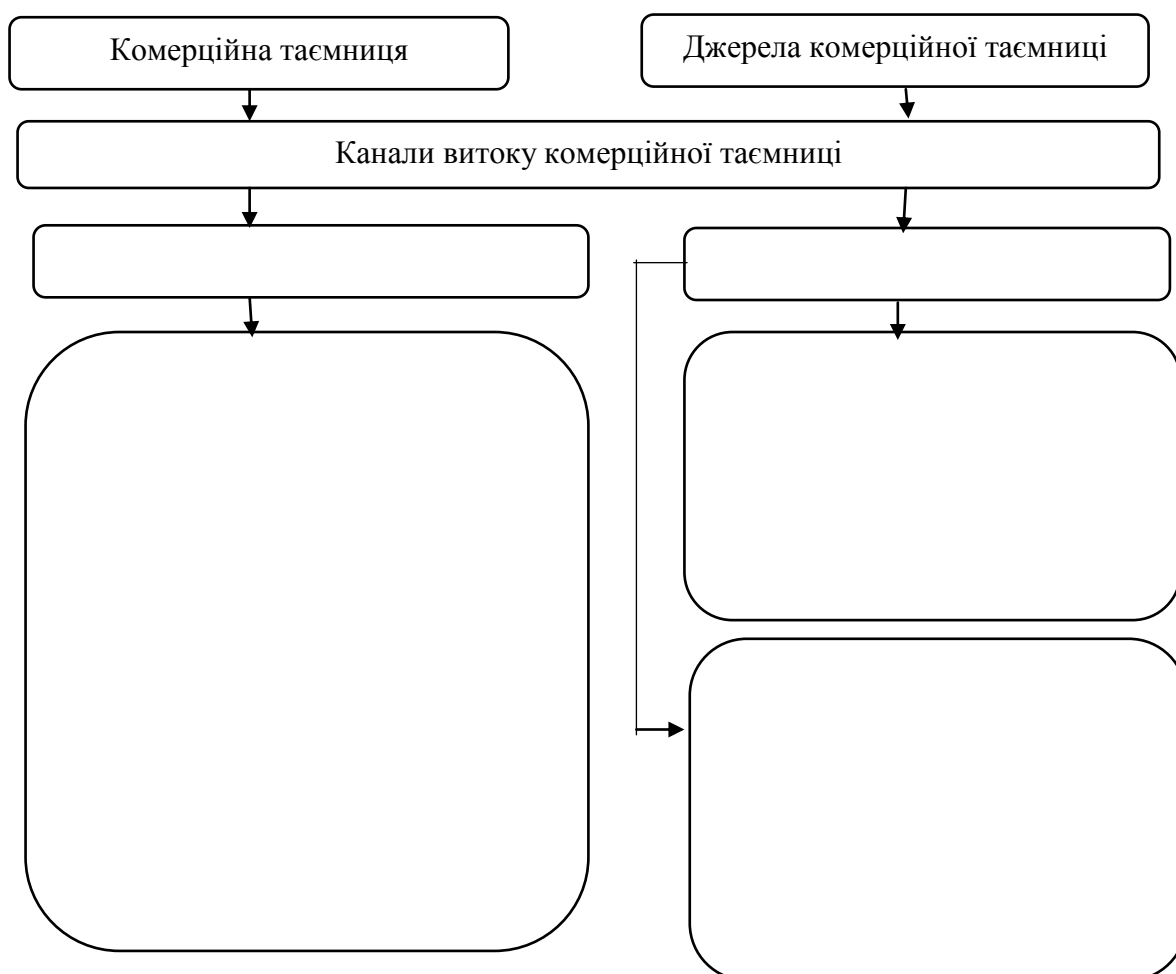 Комерційна таємниця
Джерела комерційної таємниці
Канали витоку комерційної таємниці